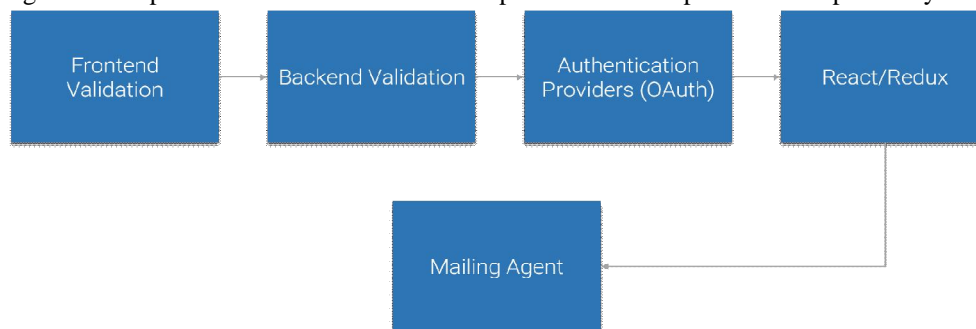 Frontend
Validation
Backend Validation
Authentication
Providers (OAuth)
React/Redux
Mailing Agent